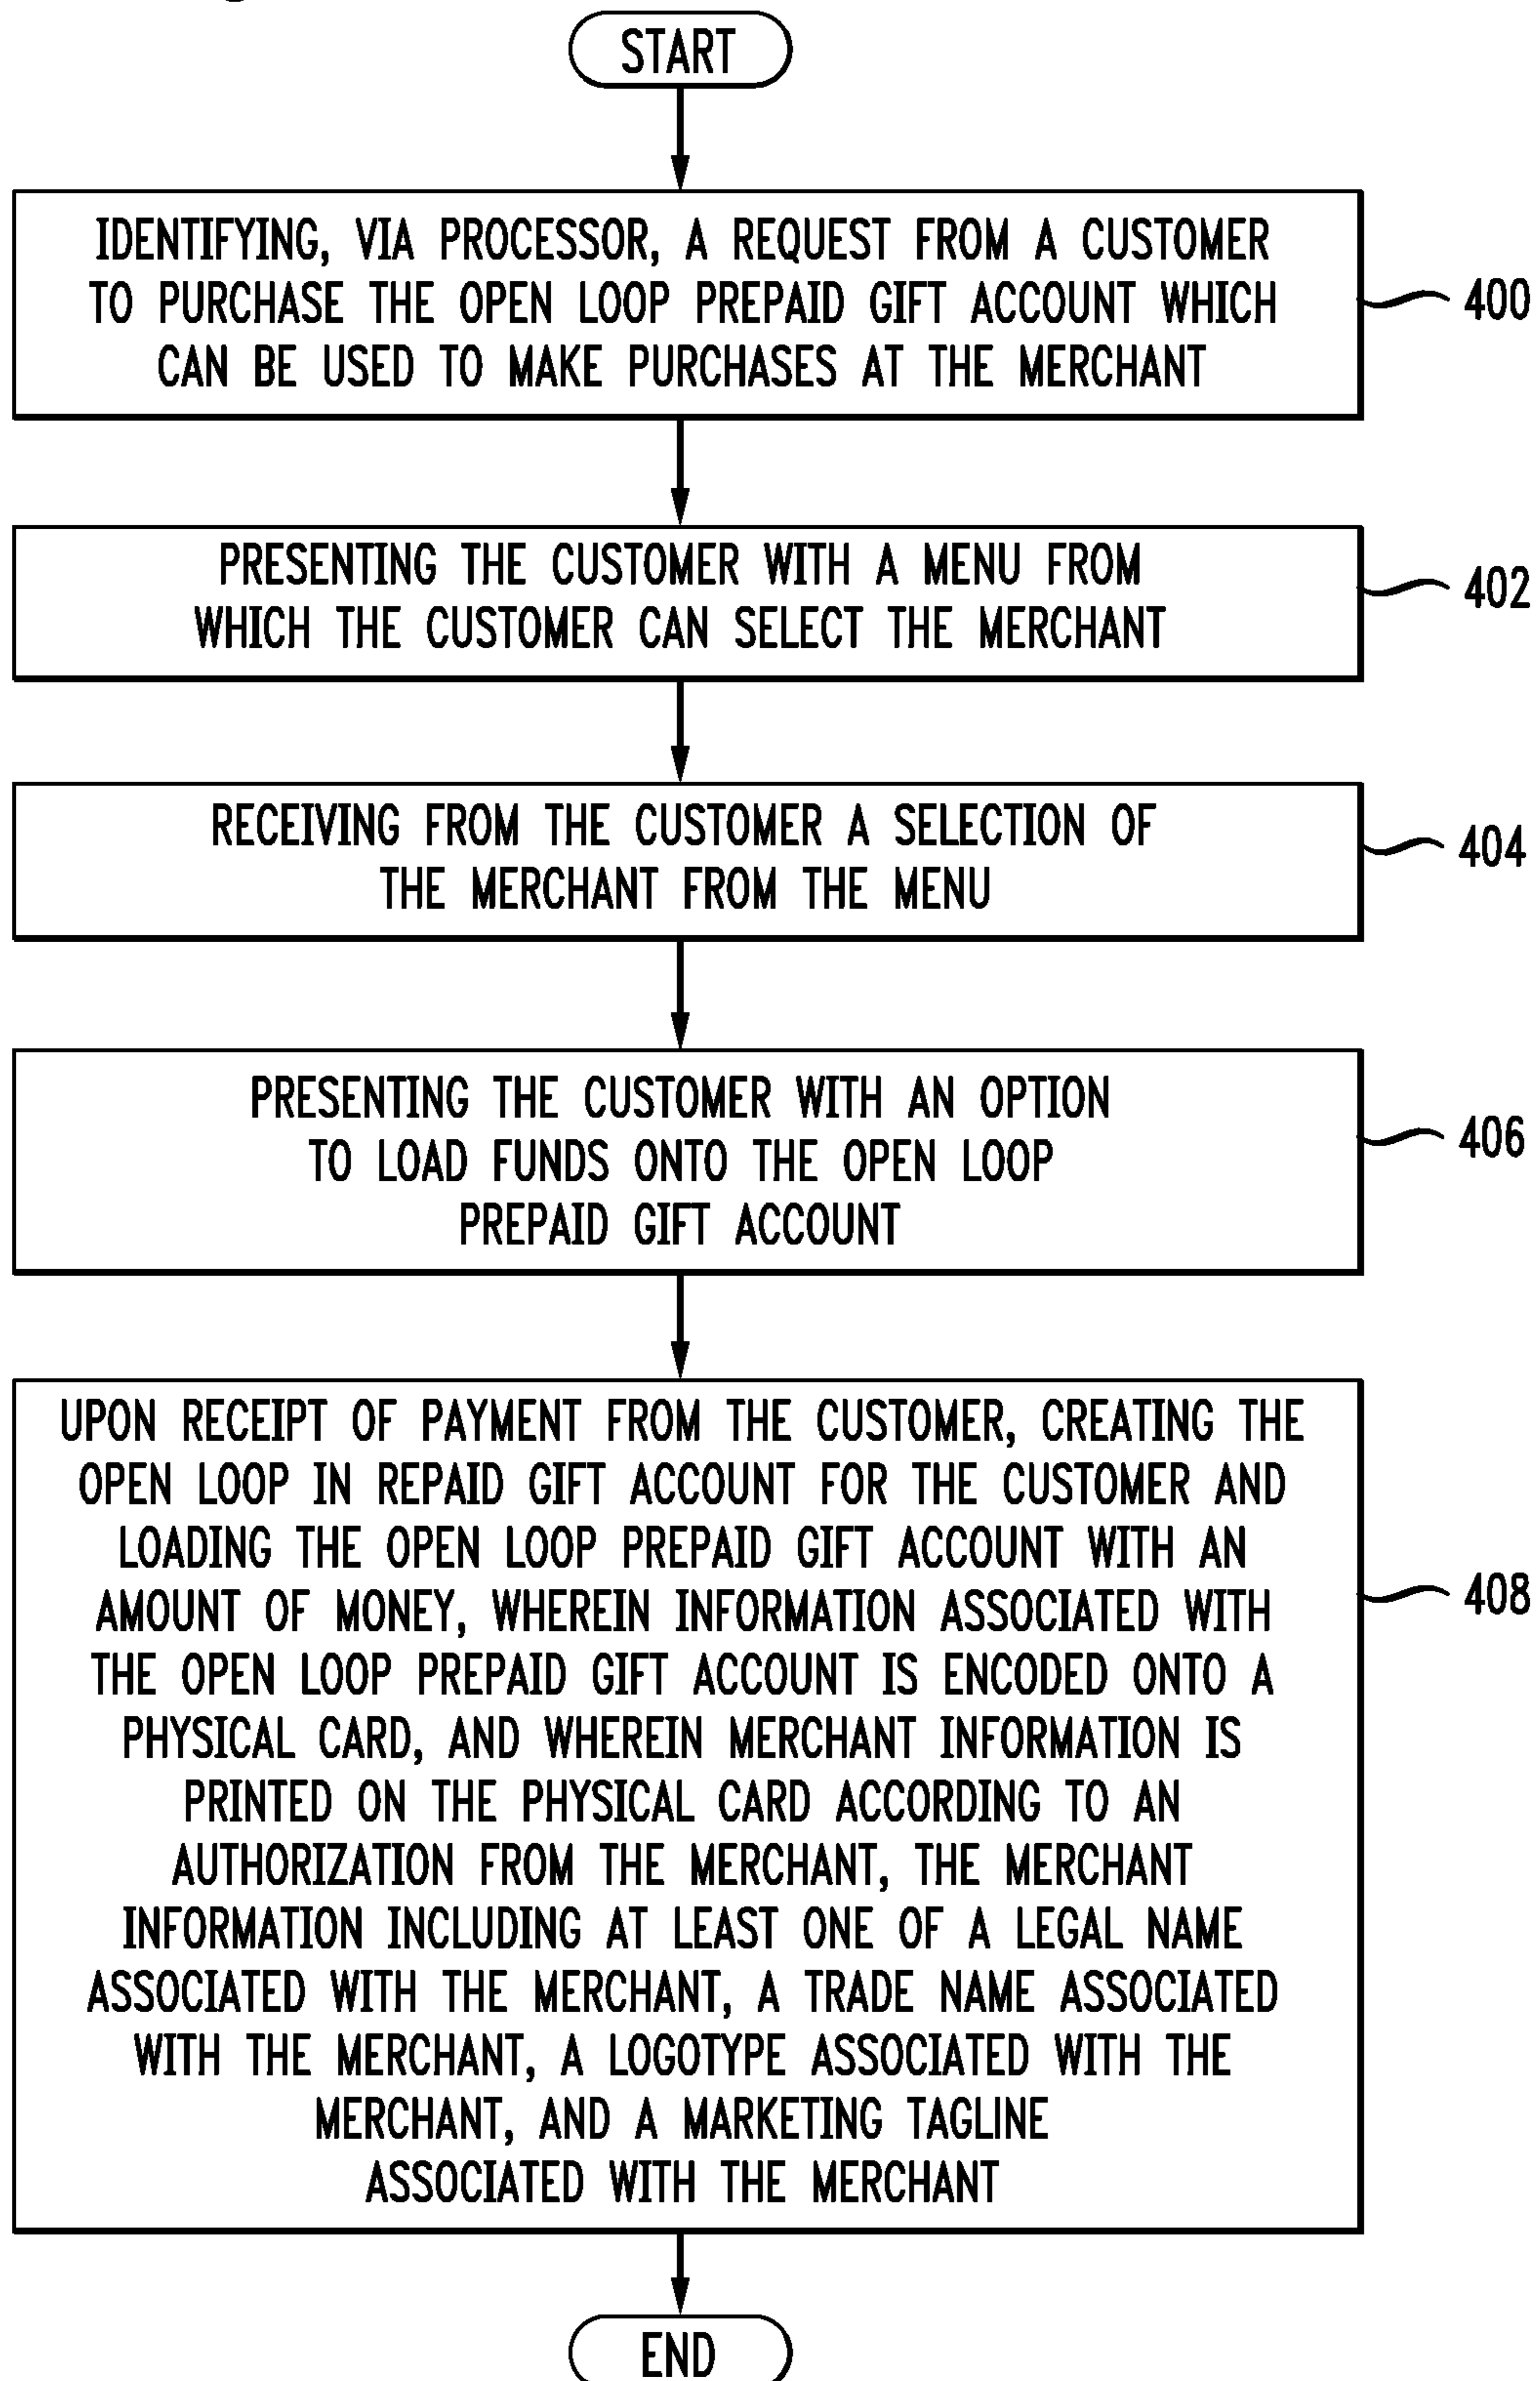 START
IDENTIFYING, VIA PROCESSOR, A REQUEST FROM A CUSTOMER
TO PURCHASE THE OPEN LOOP PREPAID GIFT ACCOUNT WHICH
CAN BE USED TO MAKE PURCHASES AT THE MERCHANT
400
PRESENTING THE CUSTOMER WITH A MENU FROM
WHICH THE CUSTOMER CAN SELECT THE MERCHANT
402
RECEIVING FROM THE CUSTOMER A SELECTION OF
THE MERCHANT FROM THE MENU
404
PRESENTING THE CUSTOMER WITH AN OPTION
TO LOAD FUNDS ONTO THE OPEN LOOP
PREPAID GIFT ACCOUNT
406
UPON RECEIPT OF PAYMENT FROM THE CUSTOMER, CREATING THE
OPEN LOOP IN REPAID GIFT ACCOUNT FOR THE CUSTOMER AND
LOADING THE OPEN LOOP PREPAID GIFT ACCOUNT WITH AN
AMOUNT OF MONEY, WHEREIN INFORMATION ASSOCIATED WITH
THE OPEN LOOP PREPAID GIFT ACCOUNT IS ENCODED ONTO A
PHYSICAL CARD, AND WHEREIN MERCHANT INFORMATION IS
PRINTED ON THE PHYSICAL CARD ACCORDING TO AN
AUTHORIZATION FROM THE MERCHANT, THE MERCHANT
INFORMATION INCLUDING AT LEAST ONE OF A LEGAL NAME
ASSOCIATED WITH THE MERCHANT, A TRADE NAME ASSOCIATED
WITH THE MERCHANT, A LOGOTYPE ASSOCIATED WITH THE
MERCHANT, AND A MARKETING TAGLINE
ASSOCIATED WITH THE MERCHANT
408
END